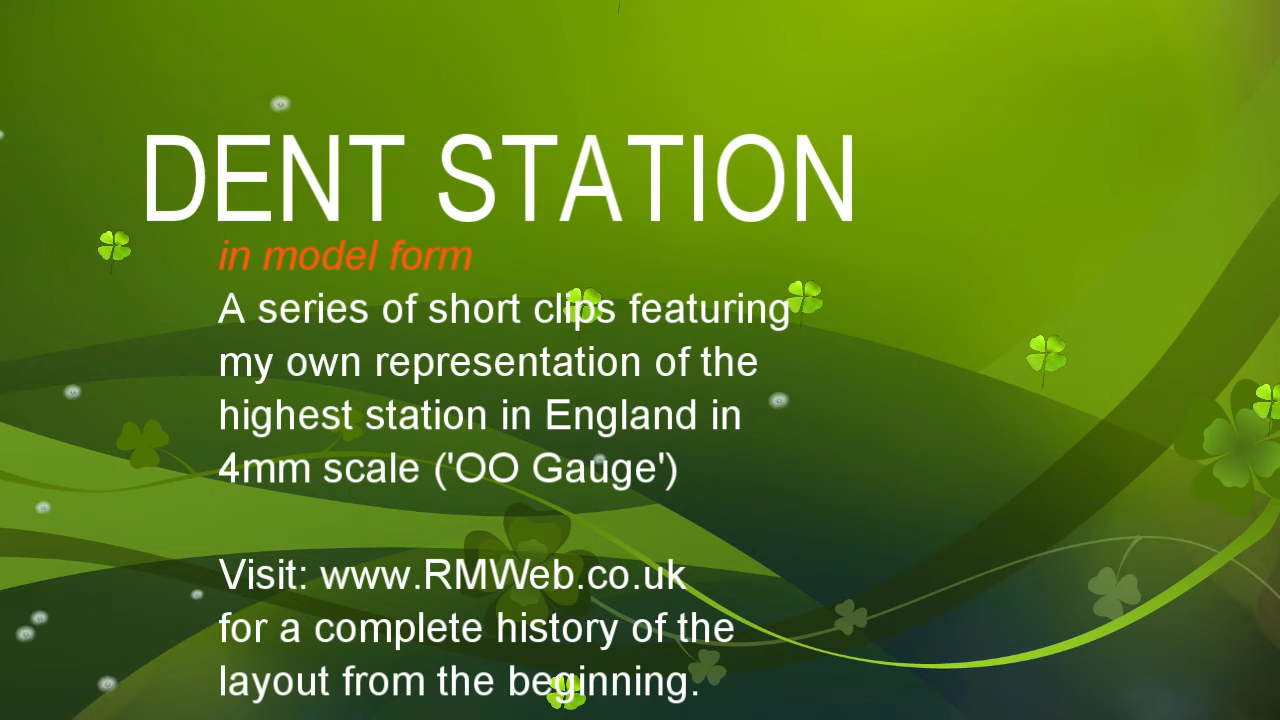 DENT STATION
in model form
A series of short clips featuring
my own representation of the
highest station in England in
4mm scale ('OO Gauge')
Visit: www.RMWeb.co.uk
for a complete history of the
layout from the beginning.